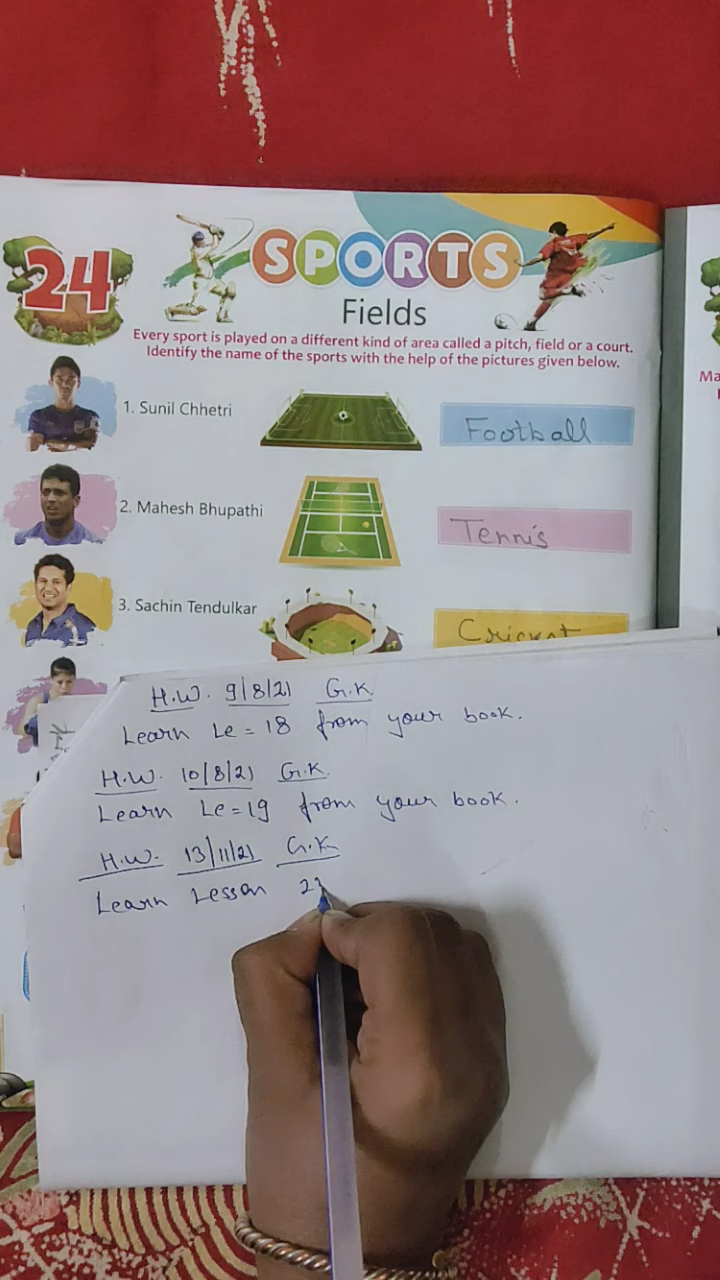 24
SPORTS
Fields
Every sport is played on a different kind of area called a pitch, field or a court.
Identify the name of the sports with the help of the pictures given below.
1. Sunil Chhetri
Football
2. Mahesh Bhupathi
Tennis
3. Sachin Tendulkar
Cricket
H.W. 9/8/21 G.K
Learn Le = 18 from your book.
H.W. 10/8/21 G.K.
Learn Le=19 from your book.
H.W. 13/11/21 G.K
Learn Lesson